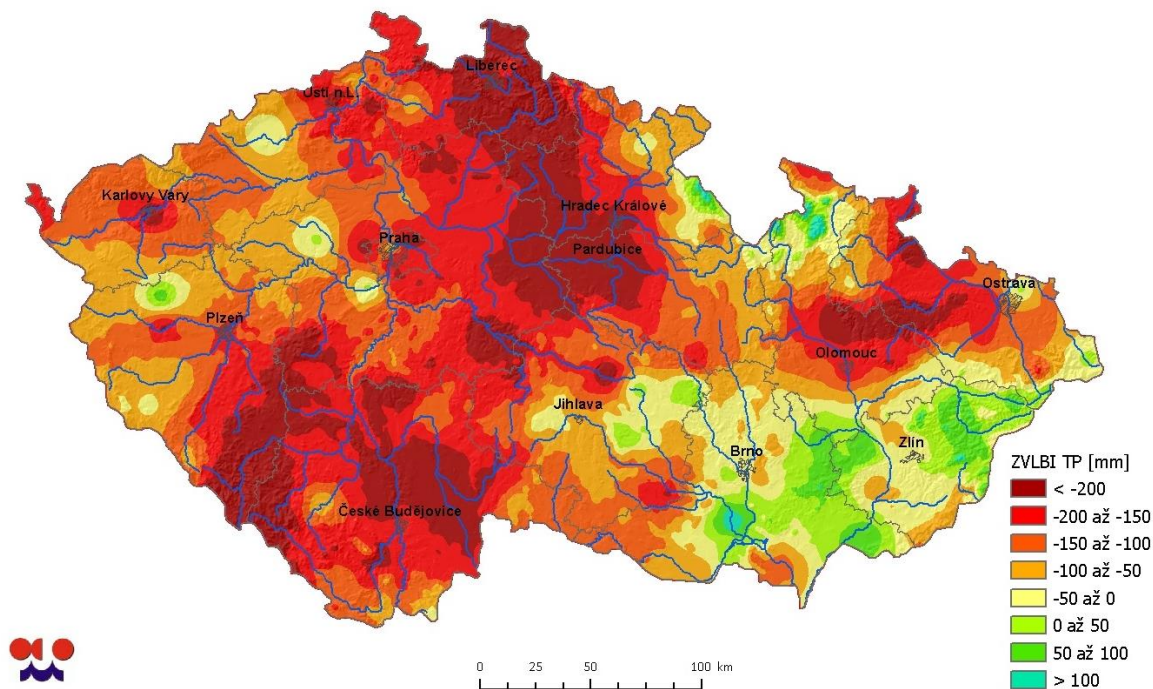 Liberec
Ústí n.L.
Karlovy Vary
Hradec Králové
Praha
Pardubice
Ostrava
Plzeň
Olomouc
Jihlava
Zlín
Brno
České Budějovice
ZVLBI TP [mm]
< -200
-200 až -150
-150 až -100
-100 až -50
-50 až 0
0 až 50
50 až 100
> 100
0 25 50 100 km